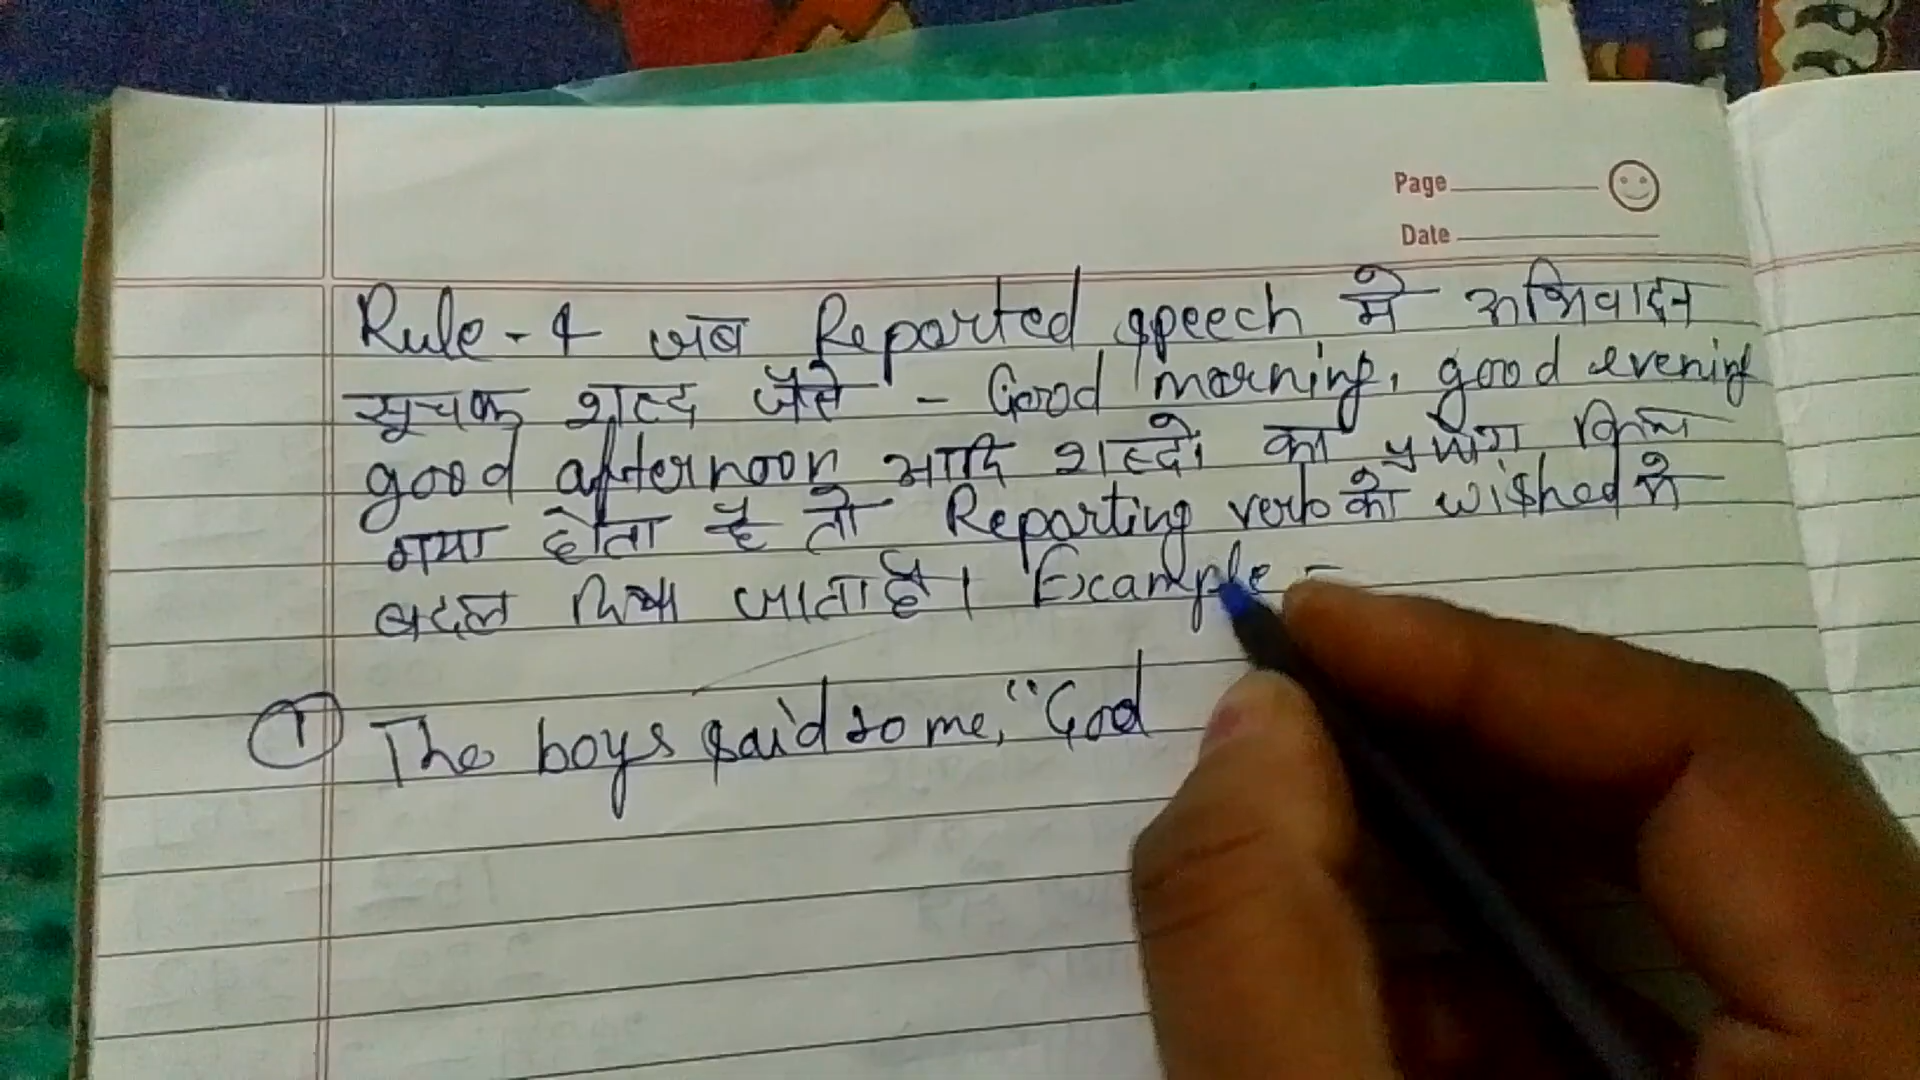 Page
Date
Rule - 4 जब Reported speech मे अभिवादन
सूचक शब्द जैसे - Good morning, good evening
good afternoon आदि शब्दो का प्रयोग किया
गया होता है तो Reporting verb को wished मे
बदल दिया जाता है। Example -
1 The boys said to me, "Good